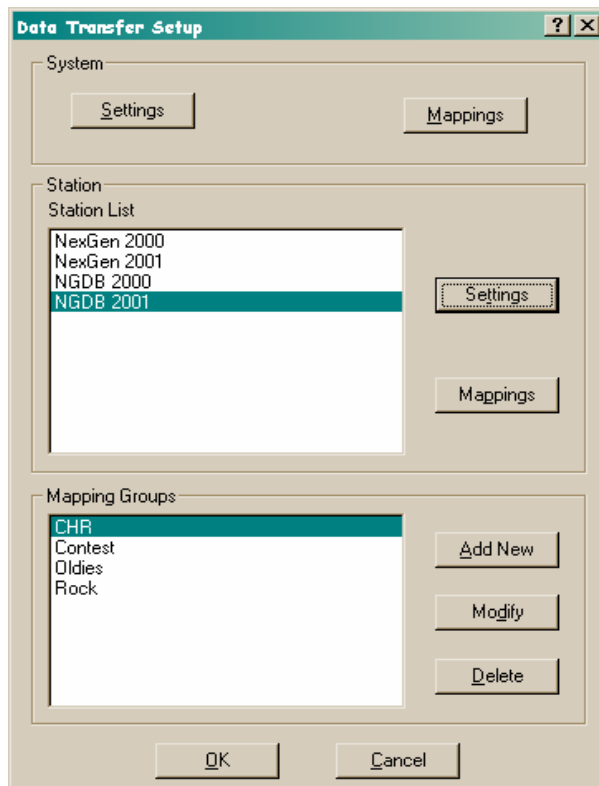 Data Transfer Setup
System
Settings
Mappings
Station
Station List
NexGen 2000
NexGen 2001
NGDB 2000
NGDB 2001
Settings
Mappings
Mapping Groups
CHR
Contest
Oldies
Rock
Add New
Modify
Delete
OK
Cancel